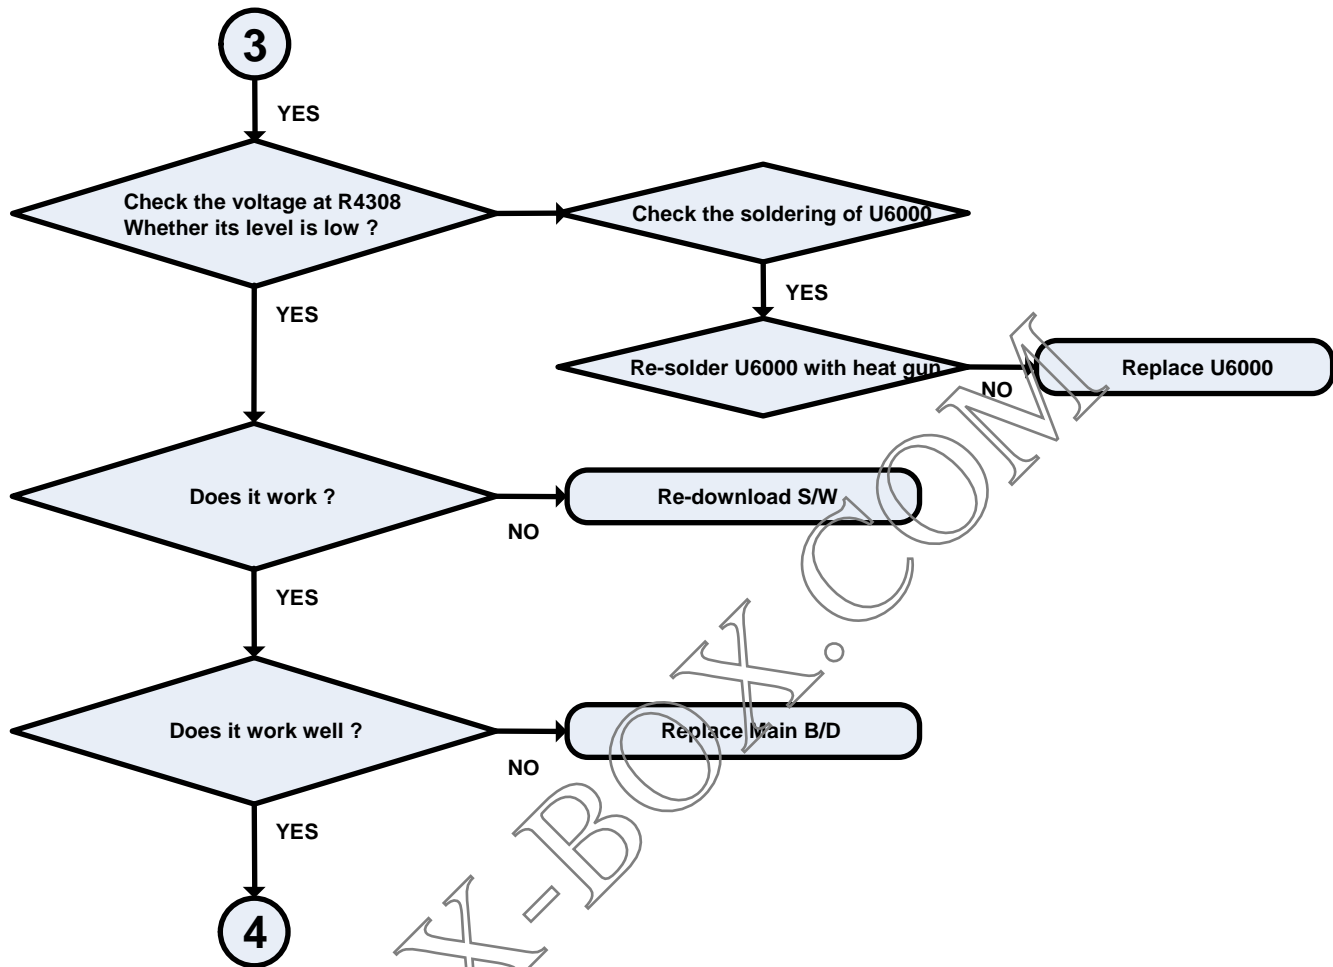 3
YES
Check the voltage at R4308
Whether its level is low ?
Check the soldering of U6000
YES
YES
Re-solder U6000 with heat gun
NO
Replace U6000
Does it work ?
NO
Re-download S/W
YES
Does it work well ?
NO
Replace Main B/D
YES
4
X-BOX.COM